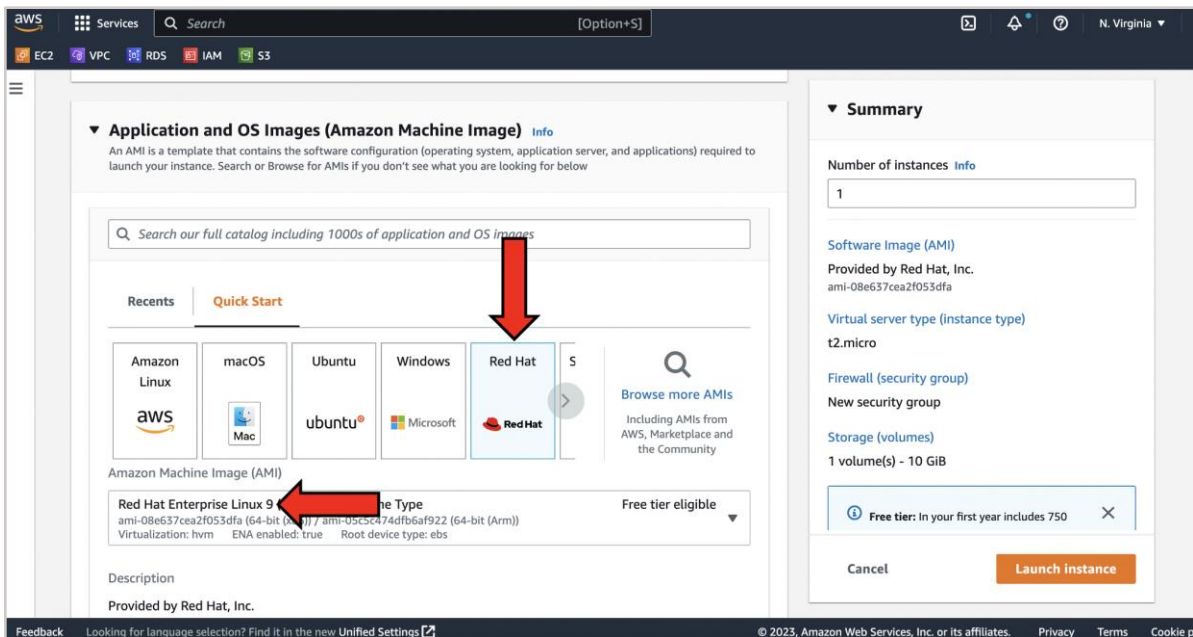 aws
Services
Search
[Option+S]
N. Virginia
EC2
VPC
RDS
IAM
S3
Application and OS Images (Amazon Machine Image) Info
An AMI is a template that contains the software configuration (operating system, application server, and applications) required to
launch your instance. Search or Browse for AMIs if you don't see what you are looking for below
Search our full catalog including 1000s of application and OS images
Recents
Quick Start
Amazon
Linux
aws
macOS
Mac
Ubuntu
ubuntu
Windows
Microsoft
Red Hat
Red Hat
S
Browse more AMIs
Including AMIs from
AWS, Marketplace and
the Community
Amazon Machine Image (AMI)
Red Hat Enterprise Linux 9 Type
Free tier eligible
ami-08e637cea2f053dfa (64-bit / ami-05c5c474dfb6af922 (64-bit (Arm))
Virtualization: hvm ENA enabled: true Root device type: ebs
Description
Provided by Red Hat, Inc.
Summary
Number of instances Info
1
Software Image (AMI)
Provided by Red Hat, Inc.
ami-08e637cea2f053dfa
Virtual server type (instance type)
t2.micro
Firewall (security group)
New security group
Storage (volumes)
1 volume(s) - 10 GiB
Free tier: In your first year includes 750
Cancel
Launch instance
Feedback
Looking for language selection? Find it in the new Unified Settings
© 2023, Amazon Web Services, Inc. or its affiliates.
Privacy
Terms
Cookie